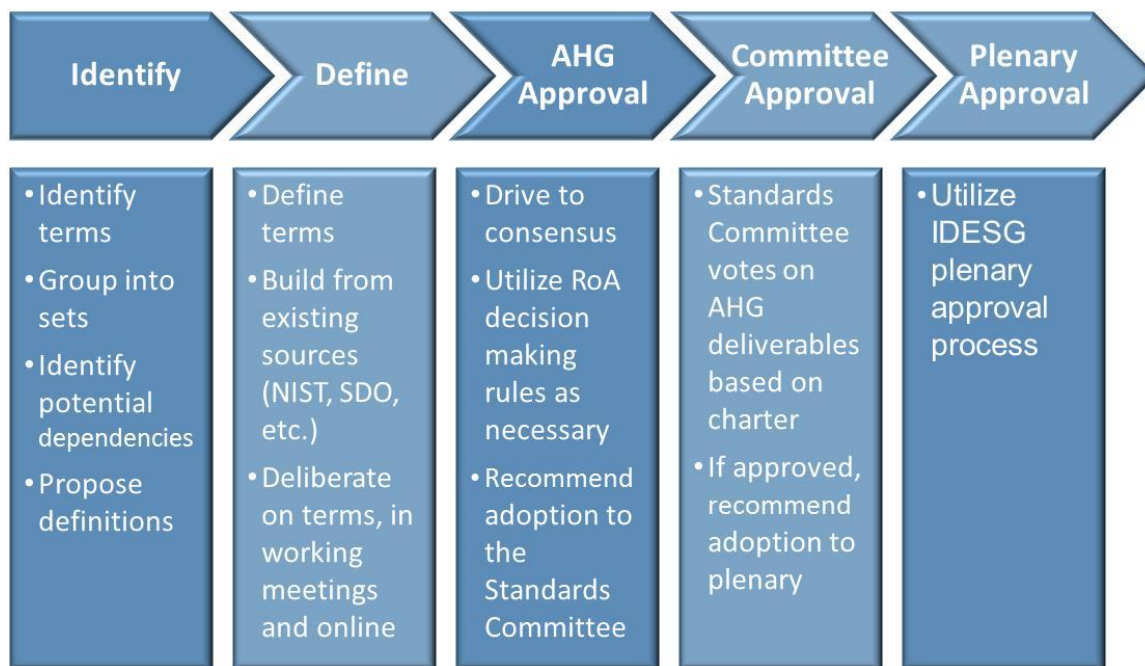 Identify
Define
AHG
Approval
Committee
Approval
Plenary
Approval
• Identify
terms
• Group into
sets
• Identify
potential
dependencies
• Propose
definitions
• Define
terms
• Build from
existing
sources
(NIST, SDO,
etc.)
• Deliberate
on terms, in
working
meetings
and online
• Drive to
consensus
• Utilize RoA
decision
making
rules as
necessary
• Recommend
adoption to
the
Standards
Committee
• Standards
Committee
votes on
AHG
deliverables
based on
charter
• If approved,
recommend
adoption to
plenary
• Utilize
IDESG
plenary
approval
process